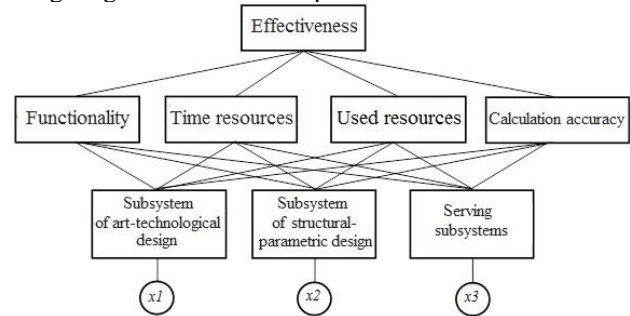 Effectiveness
Functionality
Time resources
Used resources
Calculation accuracy
Subsystem
of art-technological
design
Subsystem
of structural-
parametric design
Serving
subsystems
x1
x2
x3